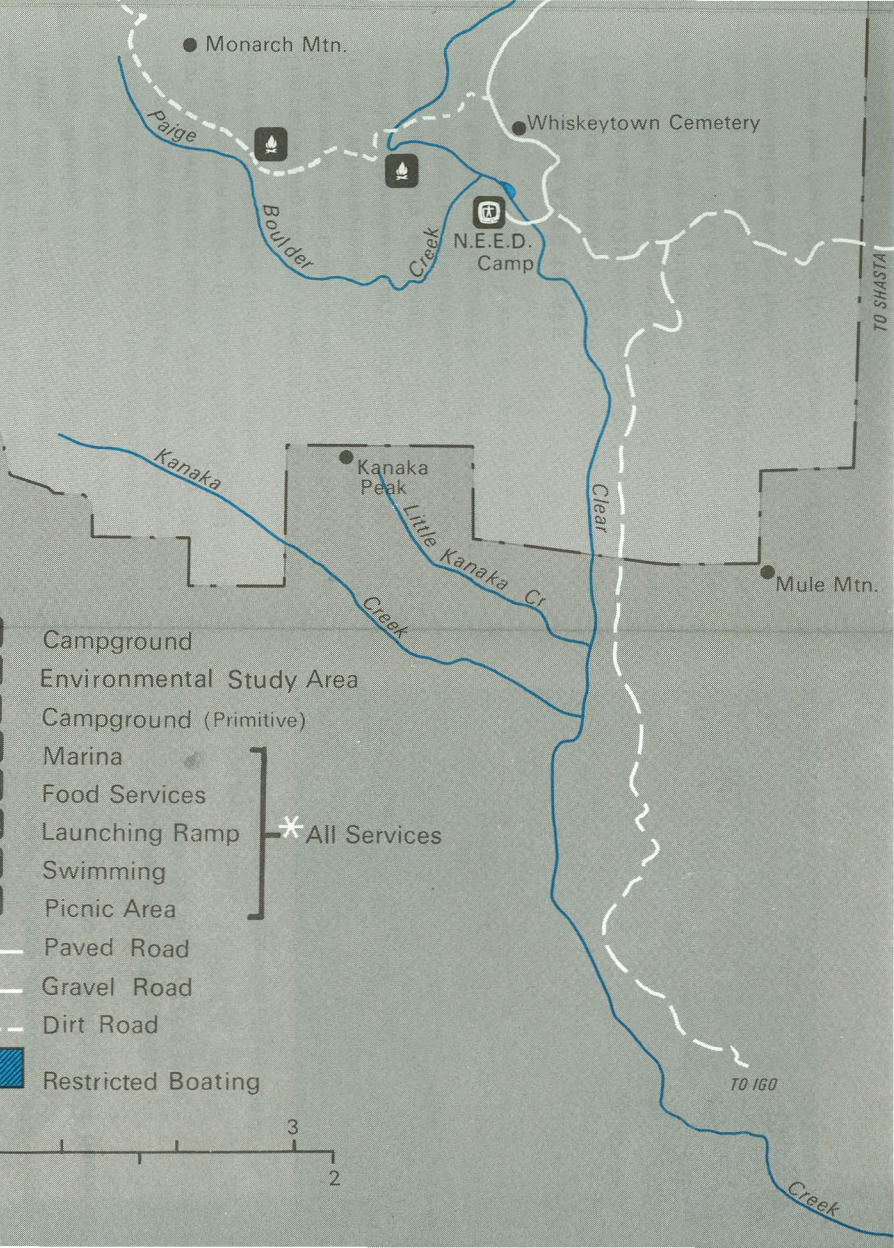 Monarch Mtn.
Whiskeytown Cemetery
Paige
Boulder
Creek
N.E.E.D.
Camp
TO SHASTA
Kanaka
Creek
Kanaka
Peak
Little Kanaka Cr
Clear
Mule Mtn.
Campground
Environmental Study Area
Campground (Primitive)
Marina
Food Services
Launching Ramp
Swimming
Picnic Area
All Services
Paved Road
Gravel Road
Dirt Road
Restricted Boating
3
2
TO IGO
Creek